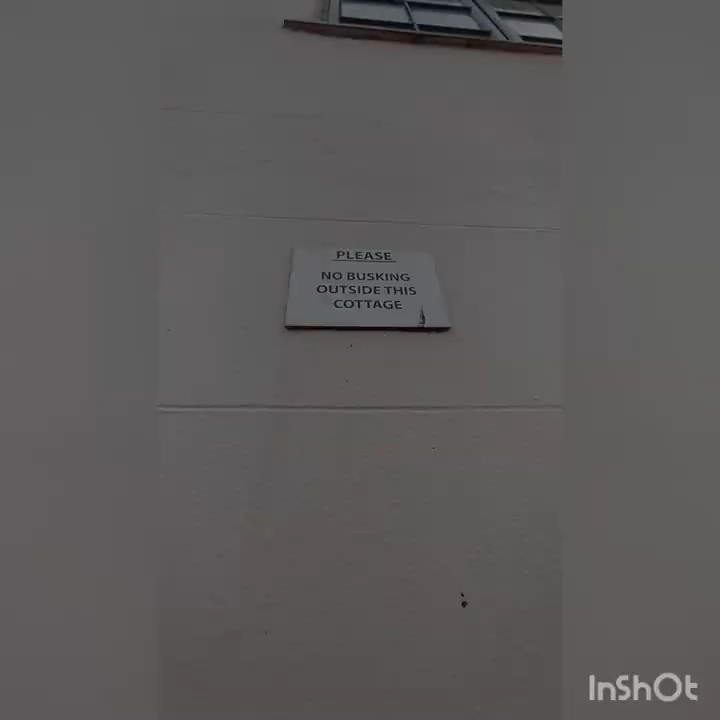 PLEASE
NO BUSKING
OUTSIDE THIS
COTTAGE
InShOt